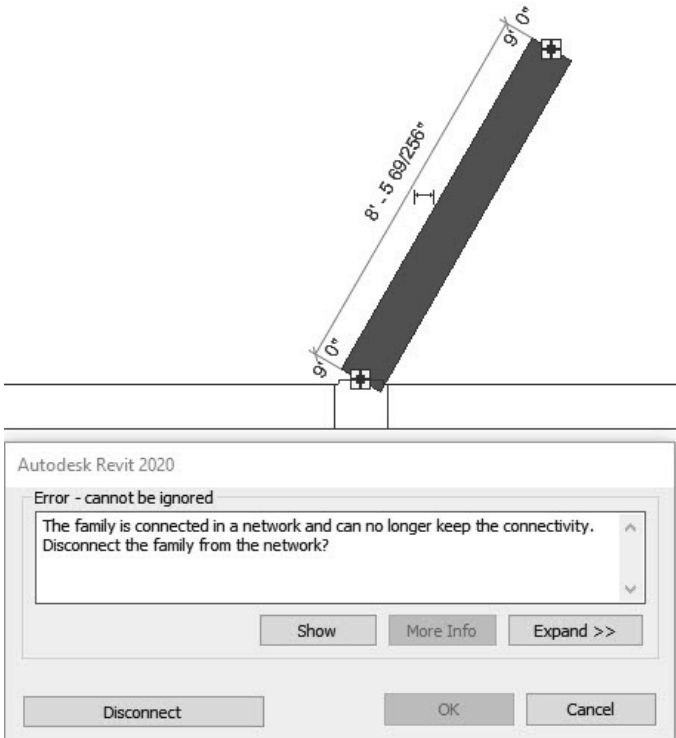 9' 0"
8' - 5 69/256"
9' 0"
Autodesk Revit 2020
Error - cannot be ignored
The family is connected in a network and can no longer keep the connectivity.
Disconnect the family from the network?
Show
More Info
Expand >>
Disconnect
OK
Cancel